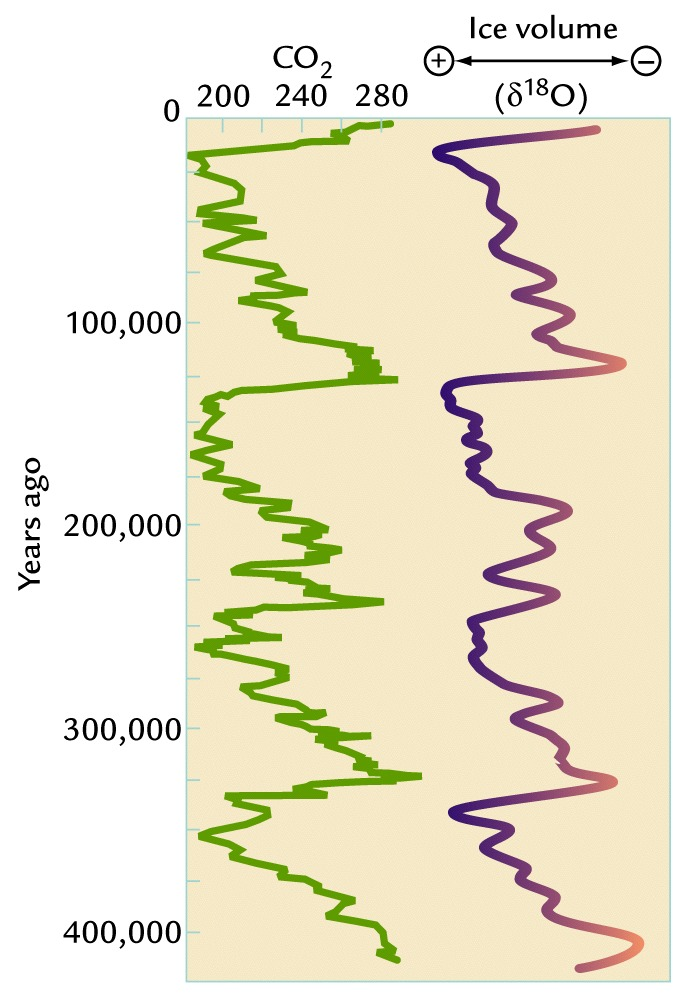 Ice volume
CO₂
+ −
200 240 280
(δ¹⁸O)
0
100,000
200,000
300,000
400,000
Years ago